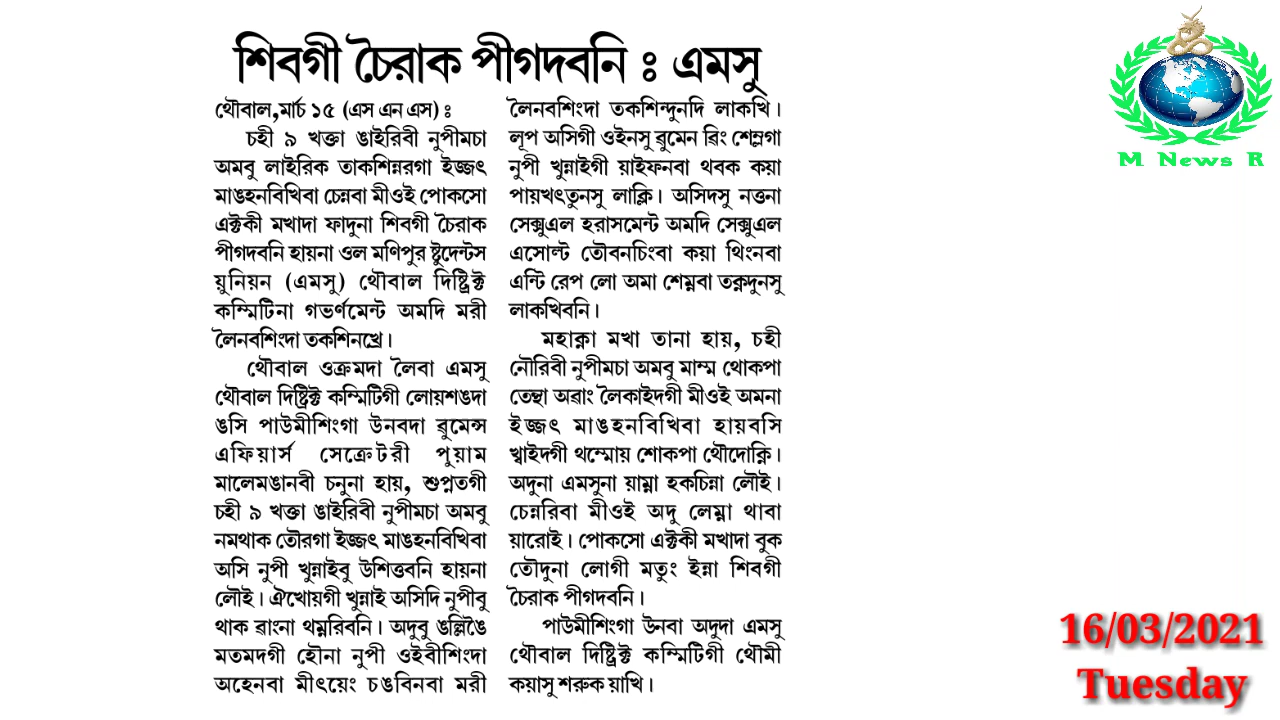 শিবগী চৈরাক পীগদবনি ঃ এমসু
থৌবাল,মার্চ ১৫ (এস এন এস) ঃ
চহী ৯ খক্তা ঙাইরিবী নুপীমচা
অমবু লাইরিক তাকশিন্নরগা ইজ্জৎ
মাঙহনবিখিবা চেন্নবা মীওই পোকসো
এক্টকী মখাদা ফাদুনা শিবগী চৈরাক
পীগদবনি হায়না ওল মণিপুর ষ্টুদেন্টস
য়ুনিয়ন (এমসু) থৌবাল দিষ্ট্রিক্ট
কম্মিটিনা গভর্ণমেন্ট অমদি মরী
লৈনবশিংদা তকশিনখ্রে।
থৌবাল ওক্রমদা লৈবা এমসু
থৌবাল দিষ্ট্রিক্ট কম্মিটিগী লোয়শঙদা
ঙসি পাউমীশিংগা উনবদা ৱুমেন্স
এফিয়ার্স সেক্রেটরী পুয়াম
মালেমঙানবী চনুনা হায়, শুপ্নতগী
চহী ৯ খক্তা ঙাইরিবী নুপীমচা অমবু
নমথাক তৌরগা ইজ্জৎ মাঙহনবিখিবা
অসি নুপী খুন্নাইবু উশিত্তবনি হায়না
লৌই। ঐখোয়গী খুন্নাই অসিদি নুপীবু
থাক ৱাংনা থম্নরিবনি। অদুবু ঙল্লিঙৈ
মতমদগী হৌনা নুপী ওইবীশিংদা
অহেনবা মীৎয়েং চঙবিনবা মরী
লৈনবশিংদা তকশিন্দুনদি লাকখি।
লূপ অসিগী ওইনসু ৱুমেন ৱিং শেম্লগা
নুপী খুন্নাইগী য়াইফনবা থবক কয়া
পায়খৎতুনসু লাক্লি। অসিদসু নত্তনা
সেক্সুএল হরাসমেন্ট অমদি সেক্সুএল
এসোল্ট তৌবনচিংবা কয়া থিংনবা
এন্টি রেপ লো অমা শেম্নবা তক্নদুনসু
লাকখিবনি।
মহাক্না মখা তানা হায়, চহী
নৌরিবী নুপীমচা অমবু মাম্ম থোকপা
তেম্থা অৱাং লৈকাইদগী মীওই অমনা
ইজ্জৎ মাঙহনবিখিবা হায়বসি
খ্বাইদগী থম্মোয় শোকপা থৌদোক্নি।
অদুনা এমসুনা য়াম্না হকচিন্না লৌই।
চেন্নরিবা মীওই অদু লেম্না থাবা
য়ারোই। পোকসো এক্টকী মখাদা বুক
তৌদুনা লোগী মতুং ইন্না শিবগী
চৈরাক পীগদবনি।
পাউমীশিংগা উনবা অদুদা এমসু
থৌবাল দিষ্ট্রিক্ট কম্মিটিগী থৌমী
কয়াসু শরুক য়াখি।
M News R
16/03/2021
Tuesday